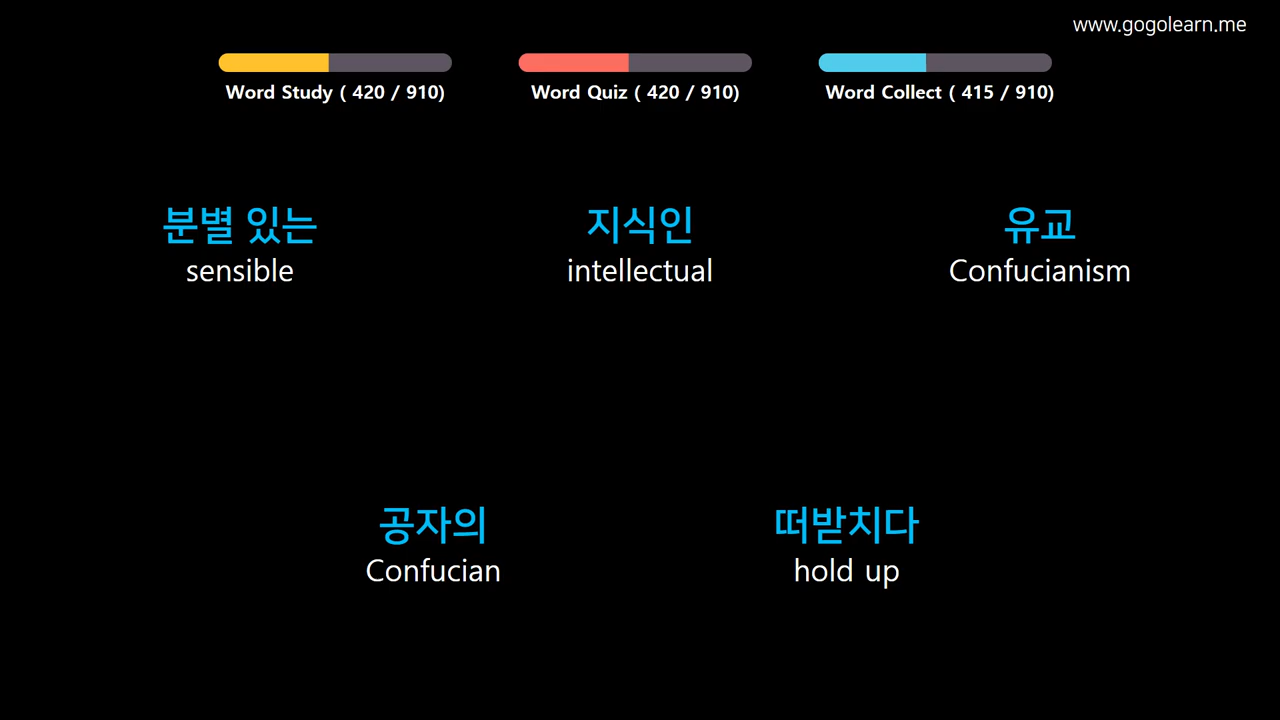 www.gogolearn.me
Word Study ( 420 / 910)
Word Quiz ( 420 / 910)
Word Collect ( 415 / 910)
분별 있는
sensible
지식인
intellectual
유교
Confucianism
공자의
Confucian
떠받치다
hold up